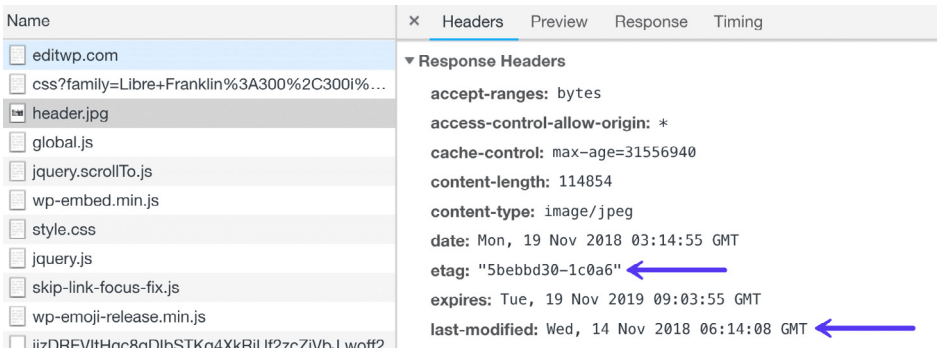 Name
editwp.com
css?family=Libre+Franklin%3A300%2C300i%...
header.jpg
global.js
jquery.scrollTo.js
wp-embed.min.js
style.css
jquery.js
skip-link-focus-fix.js
wp-emoji-release.min.js
× Headers Preview Response Timing
▼ Response Headers
accept-ranges: bytes
access-control-allow-origin: *
cache-control: max-age=31556940
content-length: 114854
content-type: image/jpeg
date: Mon, 19 Nov 2018 03:14:55 GMT
etag: "5bebbd30-1c0a6"
expires: Tue, 19 Nov 2019 09:03:55 GMT
last-modified: Wed, 14 Nov 2018 06:14:08 GMT